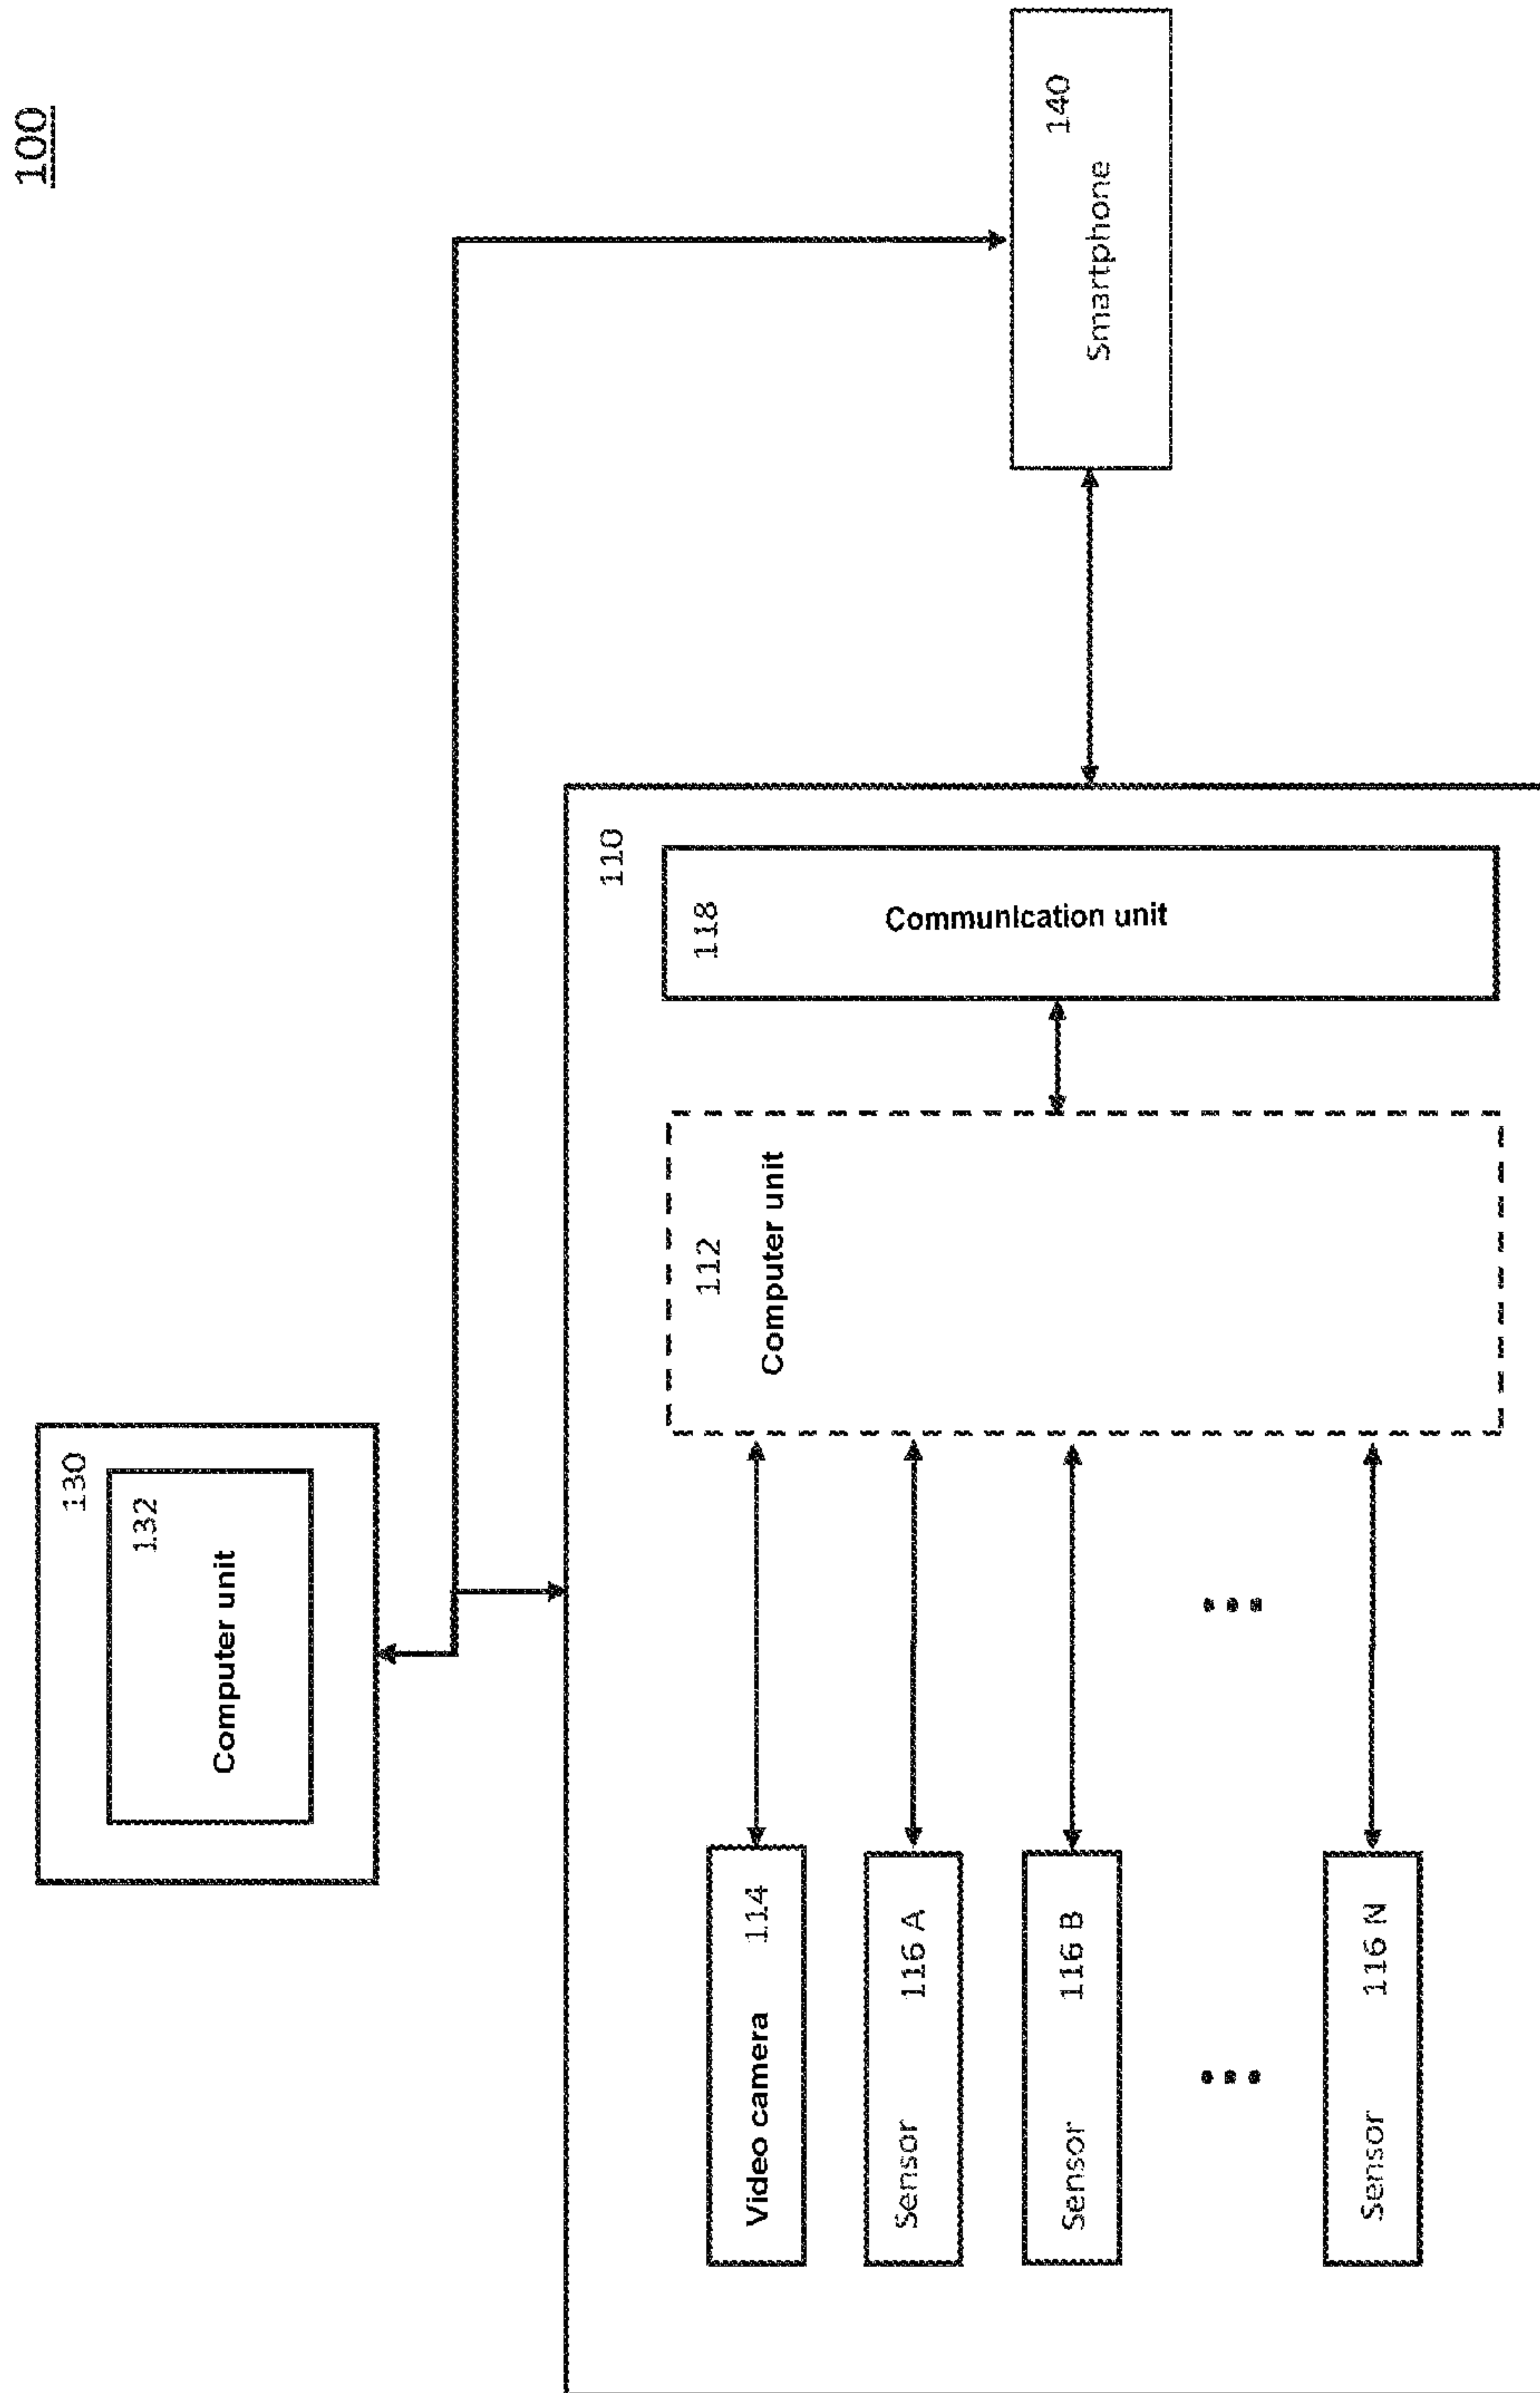 100
130
132
Computer unit
110
Video camera 114
Sensor 116 A
Sensor 116 B
...
Sensor 116 N
112
Computer unit
...
118
Communication unit
140
Smartphone